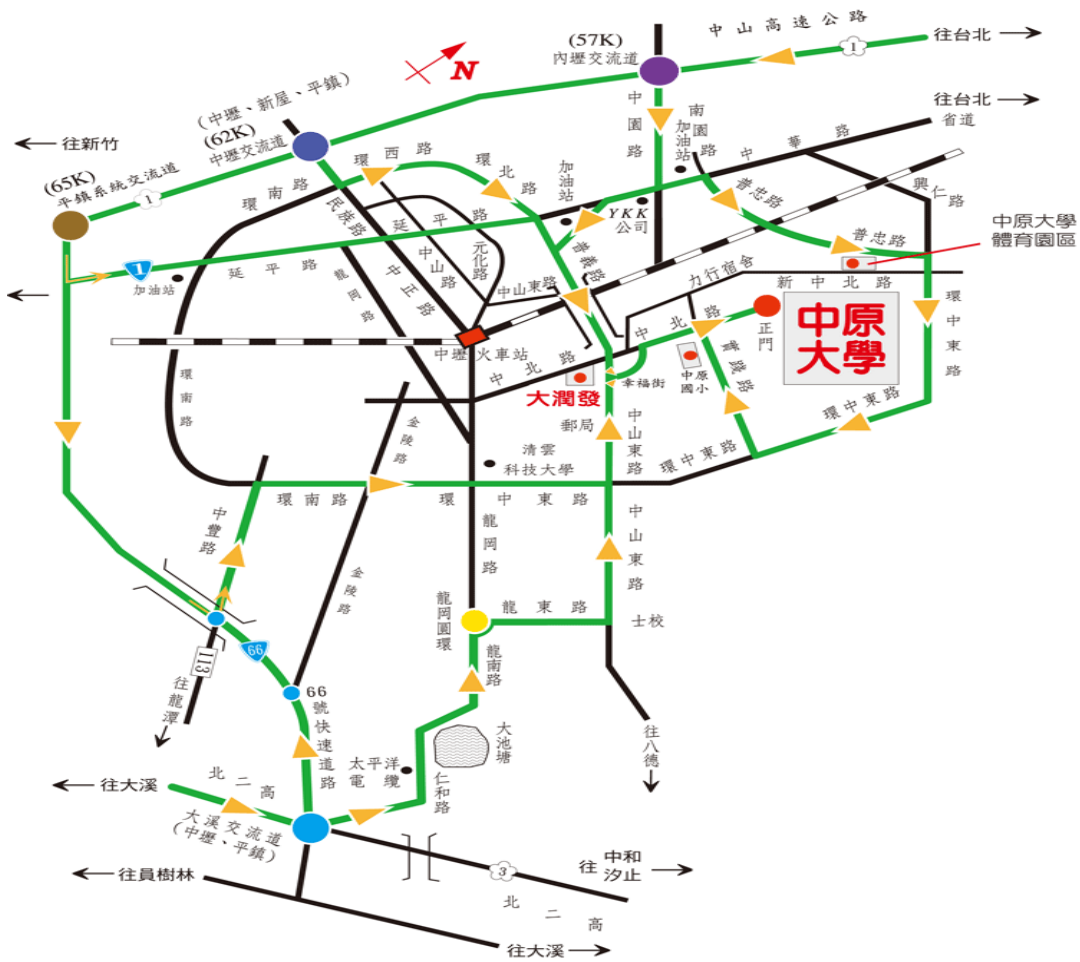 中山高速公路
1
往台北
(57K)
內壢交流道
N
往台北
省道
(中壢、新屋、平鎮)
(62K)
中壢交流道
往新竹
(65K)
平鎮系統交流道
1
環西路
環北路
加油站
中園路
南園路
加油站
中華路
興仁路
環南路
民族路
延平路
YKK
公司
普忠路
普忠路
中原大學
體育園區
元化路
中山路
中正路
普義路
力行宿舍
1
延平路
加油站
龍岡路
中山東路
新中北路
中原
大學
正門
環中東路
中北路
中壢火車站
中北路
大潤發
幸福街
中原
國小
實踐路
環南路
郵局
中山東路
環中東路
金陵路
清雲
科技大學
環中東路
環南路
環中東路
中豐路
龍岡路
中山東路
金陵路
龍岡圓環
龍東路
士校
66
113
往龍潭
龍南路
66
號快速道路
大池塘
往八德
太平洋
電纜
仁和路
往大溪
北二高
大溪交流道
(中壢、平鎮)
往員樹林
3
往
中和
汐止
北二高
往大溪